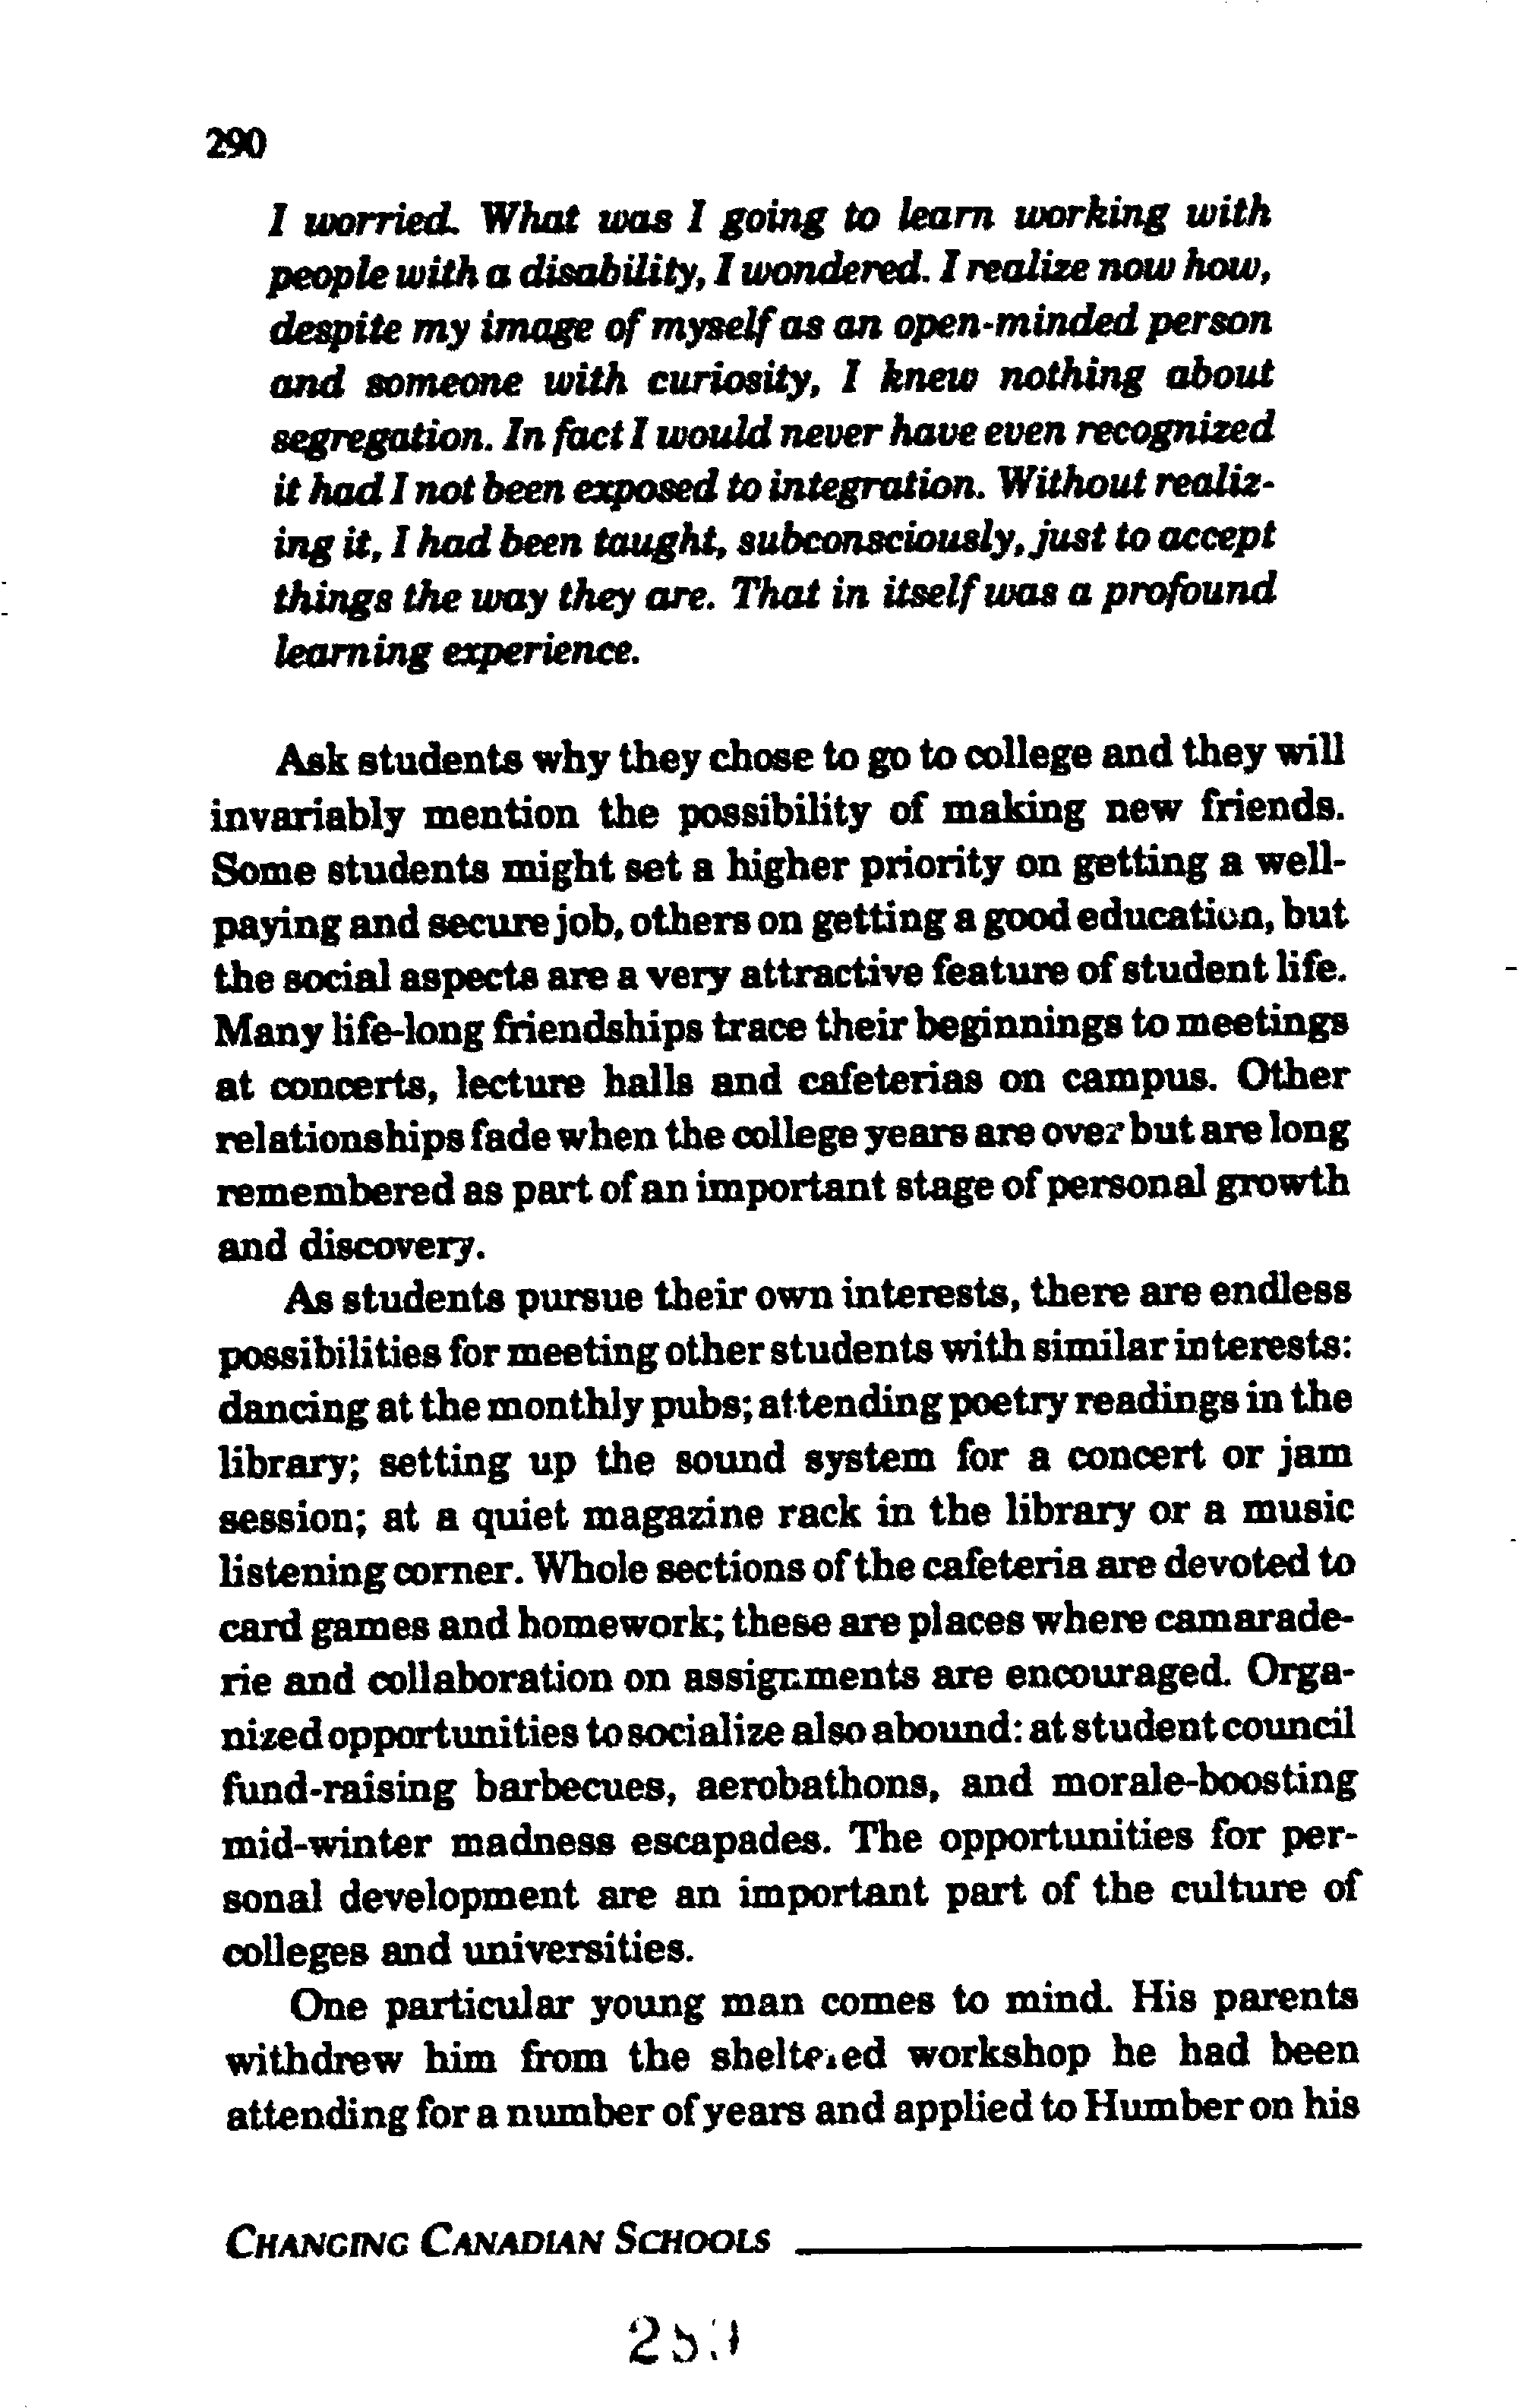 290
I worried. What was I going to learn working with
people with a disability, I wondered. I realize now how,
despite my image of myself as an open-minded person
and someone with curiosity, I knew nothing about
segregation. In fact I would never have even recognized
it had I not been exposed to integration. Without realiz-
ing it, I had been taught, subconsciously, just to accept
things the way they are. That in itself was a profound
learning experience.
Ask students why they chose to go to college and they will
invariably mention the possibility of making new friends.
Some students might set a higher priority on getting a well-
paying and secure job, others on getting a good education, but
the social aspects are a very attractive feature of student life.
Many life-long friendships trace their beginnings to meetings
at concerts, lecture halls and cafeterias on campus. Other
relationships fade when the college years are over but are long
remembered as part of an important stage of personal growth
and discovery.
As students pursue their own interests, there are endless
possibilities for meeting other students with similar interests:
dancing at the monthly pubs; attending poetry readings in the
library; setting up the sound system for a concert or jam
session; at a quiet magazine rack in the library or a music
listening corner. Whole sections of the cafeteria are devoted to
card games and homework; these are places where camarade-
rie and collaboration on assignments are encouraged. Orga-
nized opportunities to socialize also abound: at student council
fund-raising barbecues, aerobathons, and morale-boosting
mid-winter madness escapades. The opportunities for per-
sonal development are an important part of the culture of
colleges and universities.
One particular young man comes to mind. His parents
withdrew him from the sheltered workshop he had been
attending for a number of years and applied to Humber on his
CHANGING CANADIAN SCHOOLS